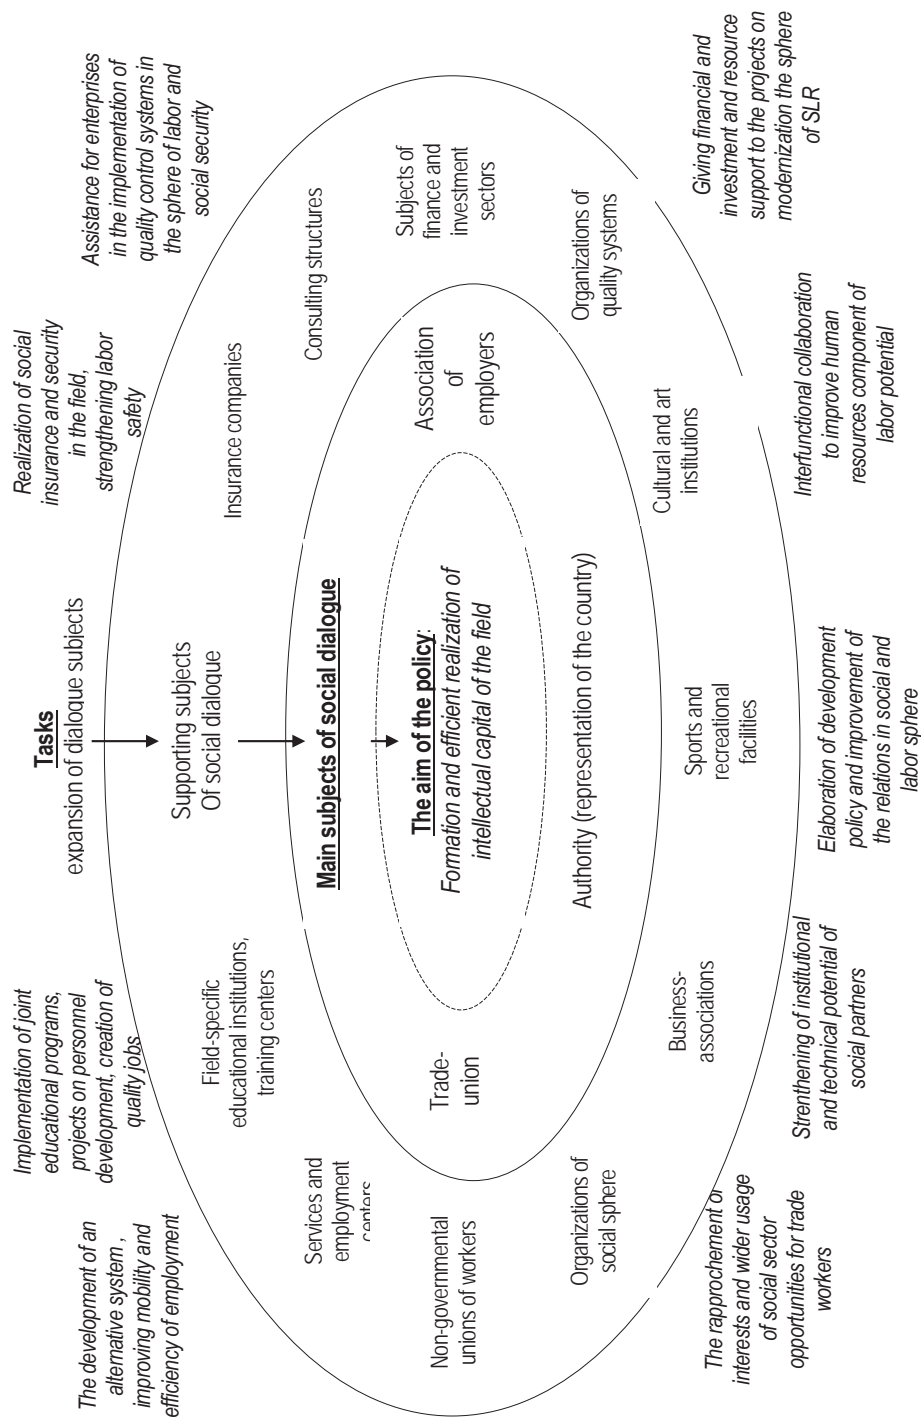 Tasks
expansion of dialogue subjects
The development of an
alternative system ,
improving mobility and
efficiency of employment
Implementation of joint
educational programs,
projects on personnel
development, creation of
quality jobs
Realization of social
insurance and security
in the field,
strengthening labor
safety
Assistance for enteprises
in the implementation of
quality control systems in
the sphere of labor and
social security
Supporting subjects
Of social dialogue
Services and
employment
centers
Field-specific
educational institutions,
training centers
Insurance companies
Consulting structures
Main subjects of social dialogue
Non-governmental
unions of workers
Trade-
union
The aim of the policy:
Formation and efficient realization of
intellectual capital of the field
Association
of
employers
Subjects of
finance and
investment
sectors
Authority (representation of the country)
Organizations of
social sphere
Business-
associations
Sports and
recreational
facilities
Cultural and art
institutions
Organizations of
quality systems
The rapprochement of
interests and wider usage
of social sector
opportunities for trade
workers
Strenthening of institutional
and technical potential of
social partners
Elaboration of development
policy and improvement of
the relations in social and
labor sphere
Interfunctional collaboration
to improve human
resources component of
labor potential
Giving financial and
investment and resource
support to the projects on
modernization the sphere
of SLR